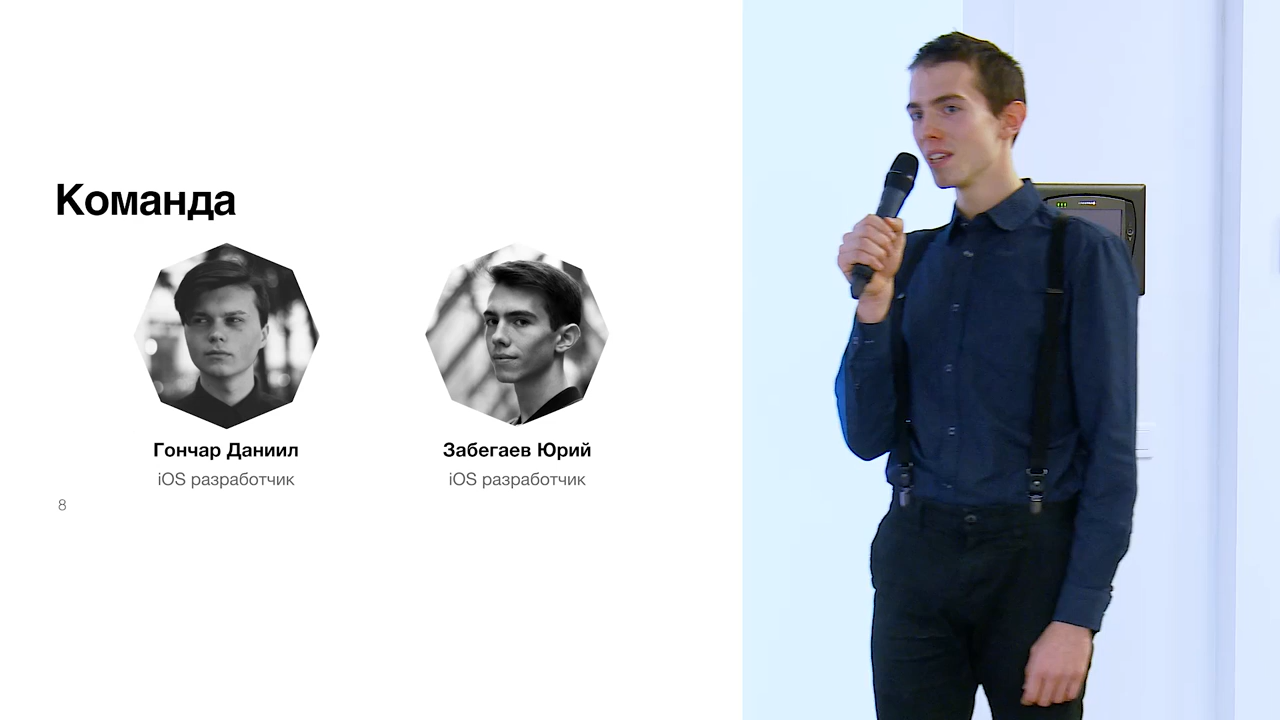 Команда
Гончар Даниил
iOS разработчик
Забегаев Юрий
iOS разработчик
8